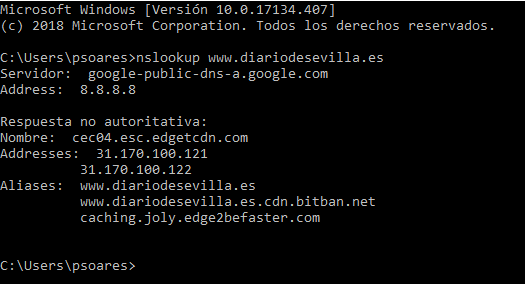 Microsoft Windows [Versión 10.0.17134.407]
(c) 2018 Microsoft Corporation. Todos los derechos reservados.
C:\Users\psoares>nslookup www.diariodesevilla.es
Servidor:  google-public-dns-a.google.com
Address:  8.8.8.8
Respuesta no autoritativa:
Nombre:  cec04.esc.edgetcdn.com
Addresses:  31.170.100.121
          31.170.100.122
Aliases:  www.diariodesevilla.es
          www.diariodesevilla.es.cdn.bitban.net
          caching.joly.edge2befaster.com
C:\Users\psoares>